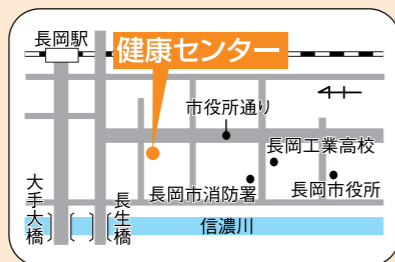 長岡駅
健康センター
市役所通り
長岡工業高校
長岡市消防署
長岡市役所
大手大橋
長生橋
信濃川